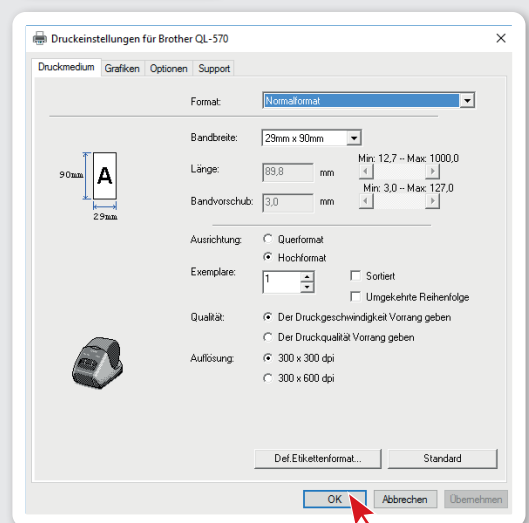 Druckeinstellungen für Brother QL-570
Druckmedium Grafiken Optionen Support
Format: Normalformat
Bandbreite: 29mm x 90mm
Min: 12,7 -- Max: 1000,0
Länge: 89,8 mm
Min: 3,0 -- Max: 127,0
Bandvorschub: 3,0 mm
90mm
A
29mm
Ausrichtung: Querformat
Hochformat
Exemplare: 1 Sortiert
Umgekehrte Reihenfolge
Qualität: Der Druckgeschwindigkeit Vorrang geben
Der Druckqualität Vorrang geben
Auflösung: 300 x 300 dpi
300 x 600 dpi
Def.Etikettenformat... Standard
OK Abbrechen Übernehmen